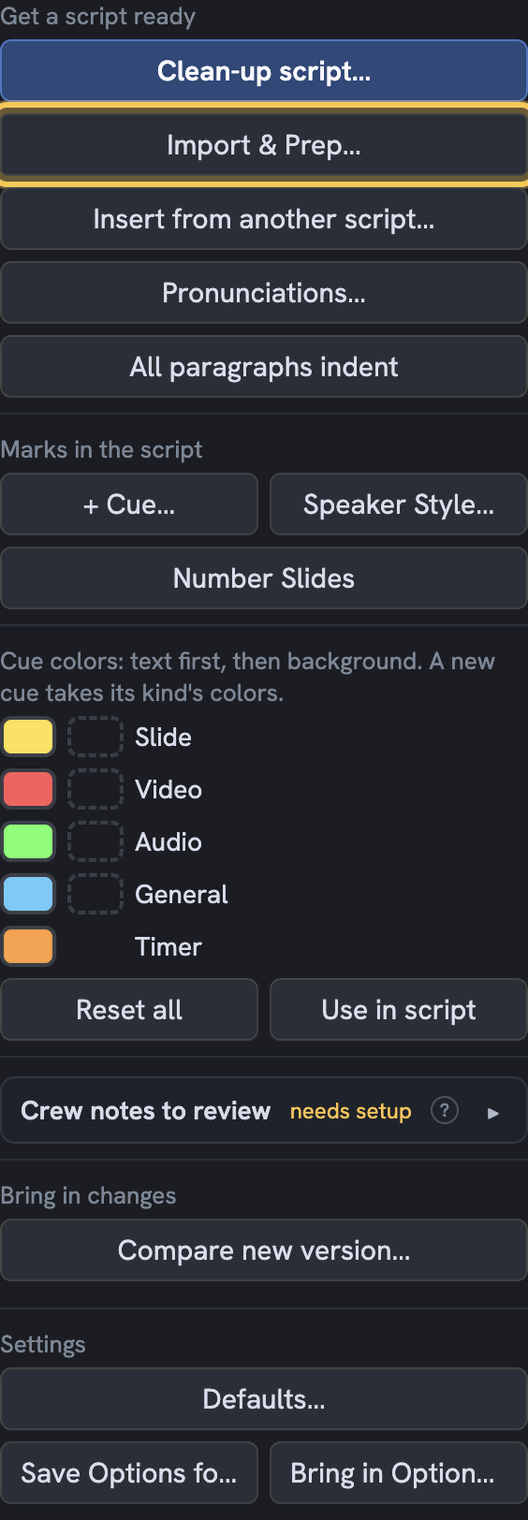 Get a script ready
Clean-up script...
Import & Prep...
Insert from another script...
Pronunciations...
All paragraphs indent
Marks in the script
+ Cue...
Speaker Style...
Number Slides
Cue colors: text first, then background. A new
cue takes its kind's colors.
Slide
Video
Audio
General
Timer
Reset all
Use in script
Crew notes to review needs setup ? ▸
Bring in changes
Compare new version...
Settings
Defaults...
Save Options fo...
Bring in Option...